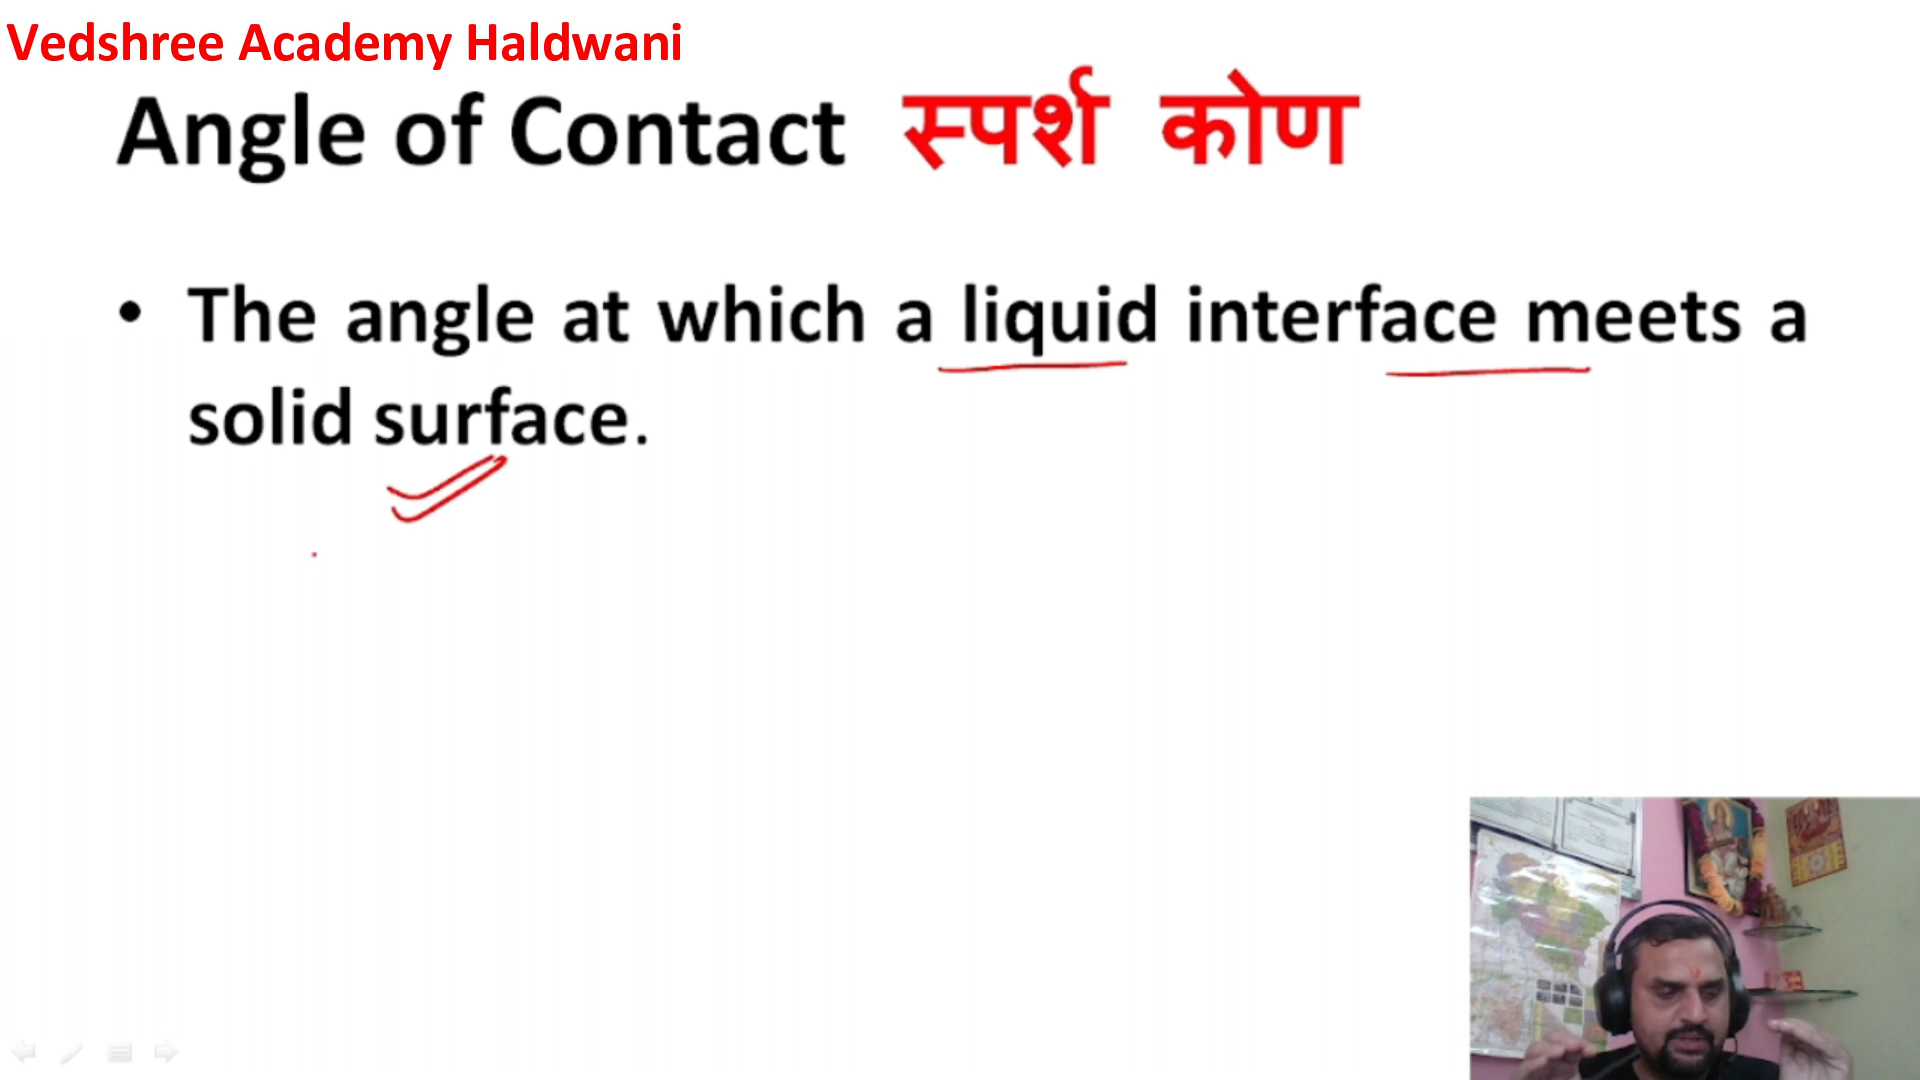 Vedshree Academy Haldwani
Angle of Contact स्पर्श कोण
• The angle at which a liquid interface meets a
solid surface.